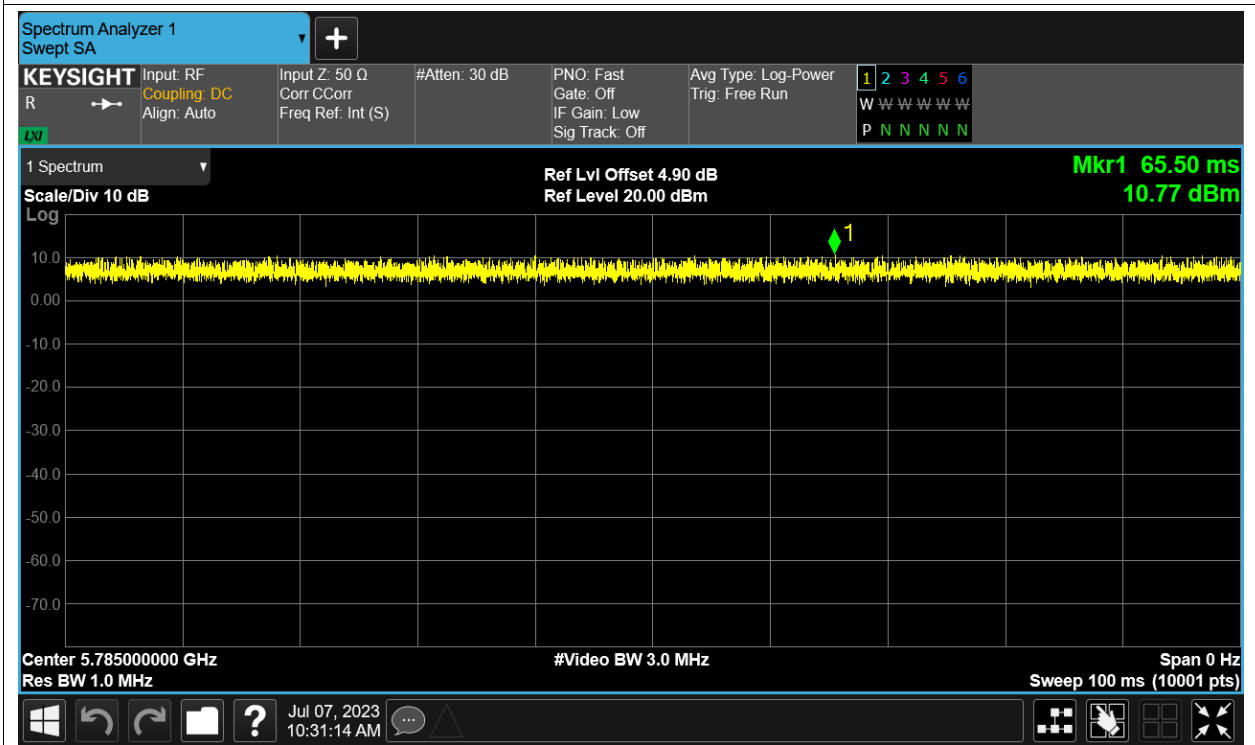 Spectrum Analyzer 1
Swept SA
KEYSIGHT
R
LXI
Input: RF
Coupling: DC
Align: Auto
Input Z: 50 Ω
Corr CCorr
Freq Ref: Int (S)
#Atten: 30 dB
PNO: Fast
Gate: Off
IF Gain: Low
Sig Track: Off
Avg Type: Log-Power
Trig: Free Run
1 2 3 4 5 6
W W W W W W
P N N N N N
1 Spectrum
Scale/Div 10 dB
Ref Lvl Offset 4.90 dB
Ref Level 20.00 dBm
Mkr1 65.50 ms
10.77 dBm
Log
1
10.0
0.00
-10.0
-20.0
-30.0
-40.0
-50.0
-60.0
-70.0
Center 5.785000000 GHz
Res BW 1.0 MHz
#Video BW 3.0 MHz
Span 0 Hz
Sweep 100 ms (10001 pts)
?
Jul 07, 2023
10:31:14 AM